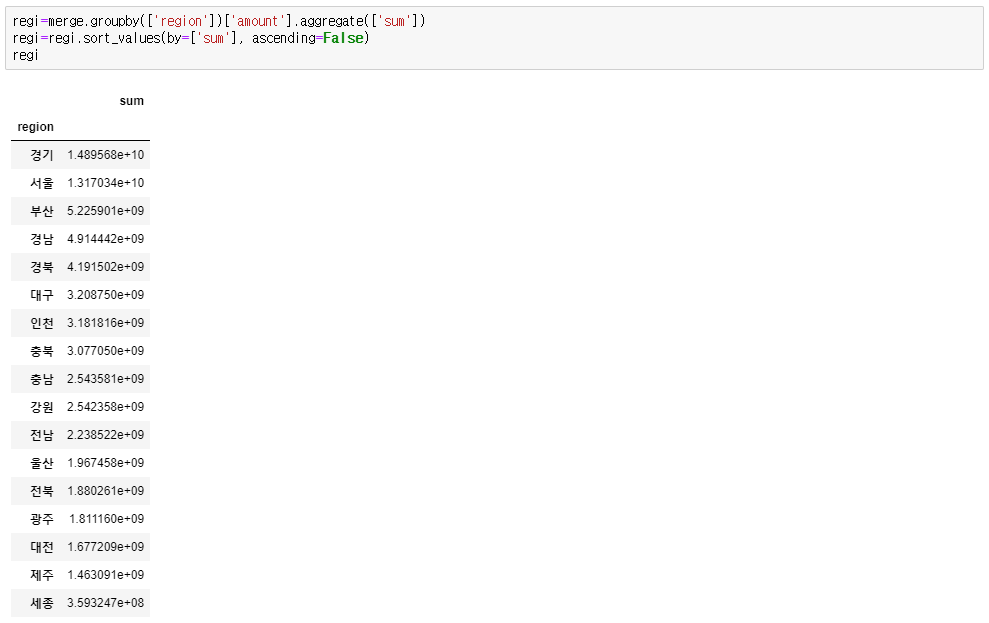 regi=merge.groupby(['region'])['amount'].aggregate(['sum'])
regi=regi.sort_values(by=['sum'], ascending=False)
regi
sum
region
경기 1.489568e+10
서울 1.317034e+10
부산 5.225901e+09
경남 4.914442e+09
경북 4.191502e+09
대구 3.208750e+09
인천 3.181816e+09
충북 3.077050e+09
충남 2.543581e+09
강원 2.542358e+09
전남 2.238522e+09
울산 1.967458e+09
전북 1.880261e+09
광주 1.811160e+09
대전 1.677209e+09
제주 1.463091e+09
세종 3.593247e+08